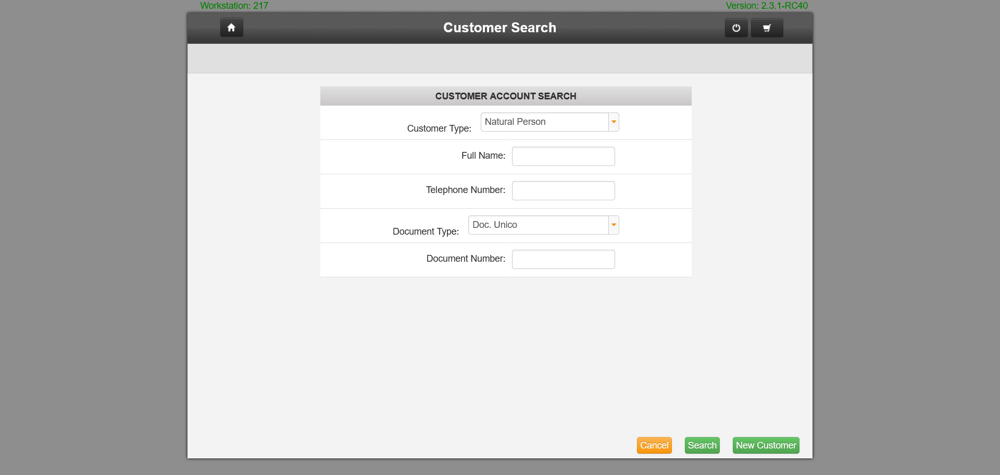 Workstation: 217
Version: 2.3.1-RC40
Customer Search
CUSTOMER ACCOUNT SEARCH
Customer Type: Natural Person
Full Name:
Telephone Number:
Document Type: Doc. Unico
Document Number:
Cancel Search New Customer